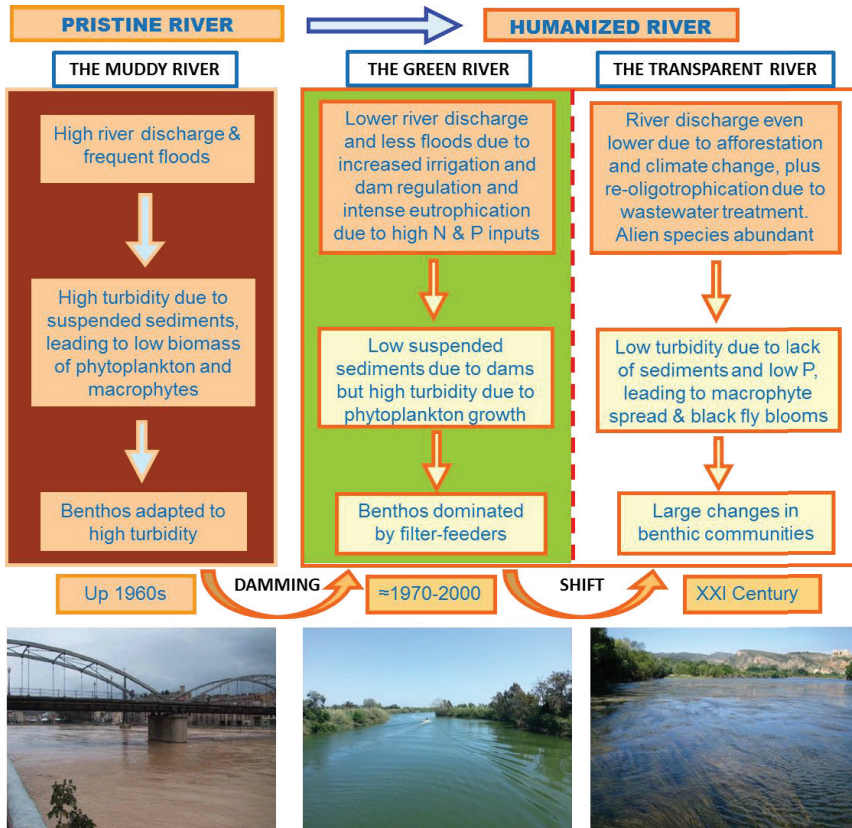 PRISTINE RIVER
HUMANIZED RIVER
THE MUDDY RIVER
THE GREEN RIVER
THE TRANSPARENT RIVER
High river discharge &
frequent floods
High turbidity due to
suspended sediments,
leading to low biomass
of phytoplankton and
macrophytes
Benthos adapted to
high turbidity
Lower river discharge
and less floods due to
increased irrigation and
dam regulation and
intense eutrophication
due to high N & P inputs
Low suspended
sediments due to dams
but high turbidity due to
phytoplankton growth
Benthos dominated
by filter-feeders
River discharge even
lower due to afforestation
and climate change, plus
re-oligotrophication due to
wastewater treatment.
Alien species abundant
Low turbidity due to lack
of sediments and low P,
leading to macrophyte
spread & black fly blooms
Large changes in
benthic communities
Up 1960s
DAMMING
≈1970-2000
SHIFT
XXI Century